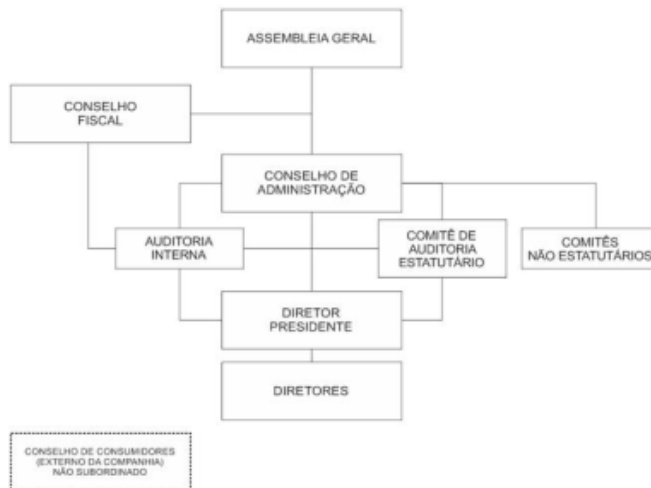 ASSEMBLEIA GERAL
CONSELHO
FISCAL
CONSELHO DE
ADMINISTRAÇÃO
AUDITORIA
INTERNA
COMITÊ DE
AUDITORIA
ESTATUTÁRIO
COMITÊS
NÃO ESTATUTÁRIOS
DIRETOR
PRESIDENTE
DIRETORES
CONSELHO DE CONSUMIDORES
(EXTERNO DA COMPANHIA)
NÃO SUBORDINADO